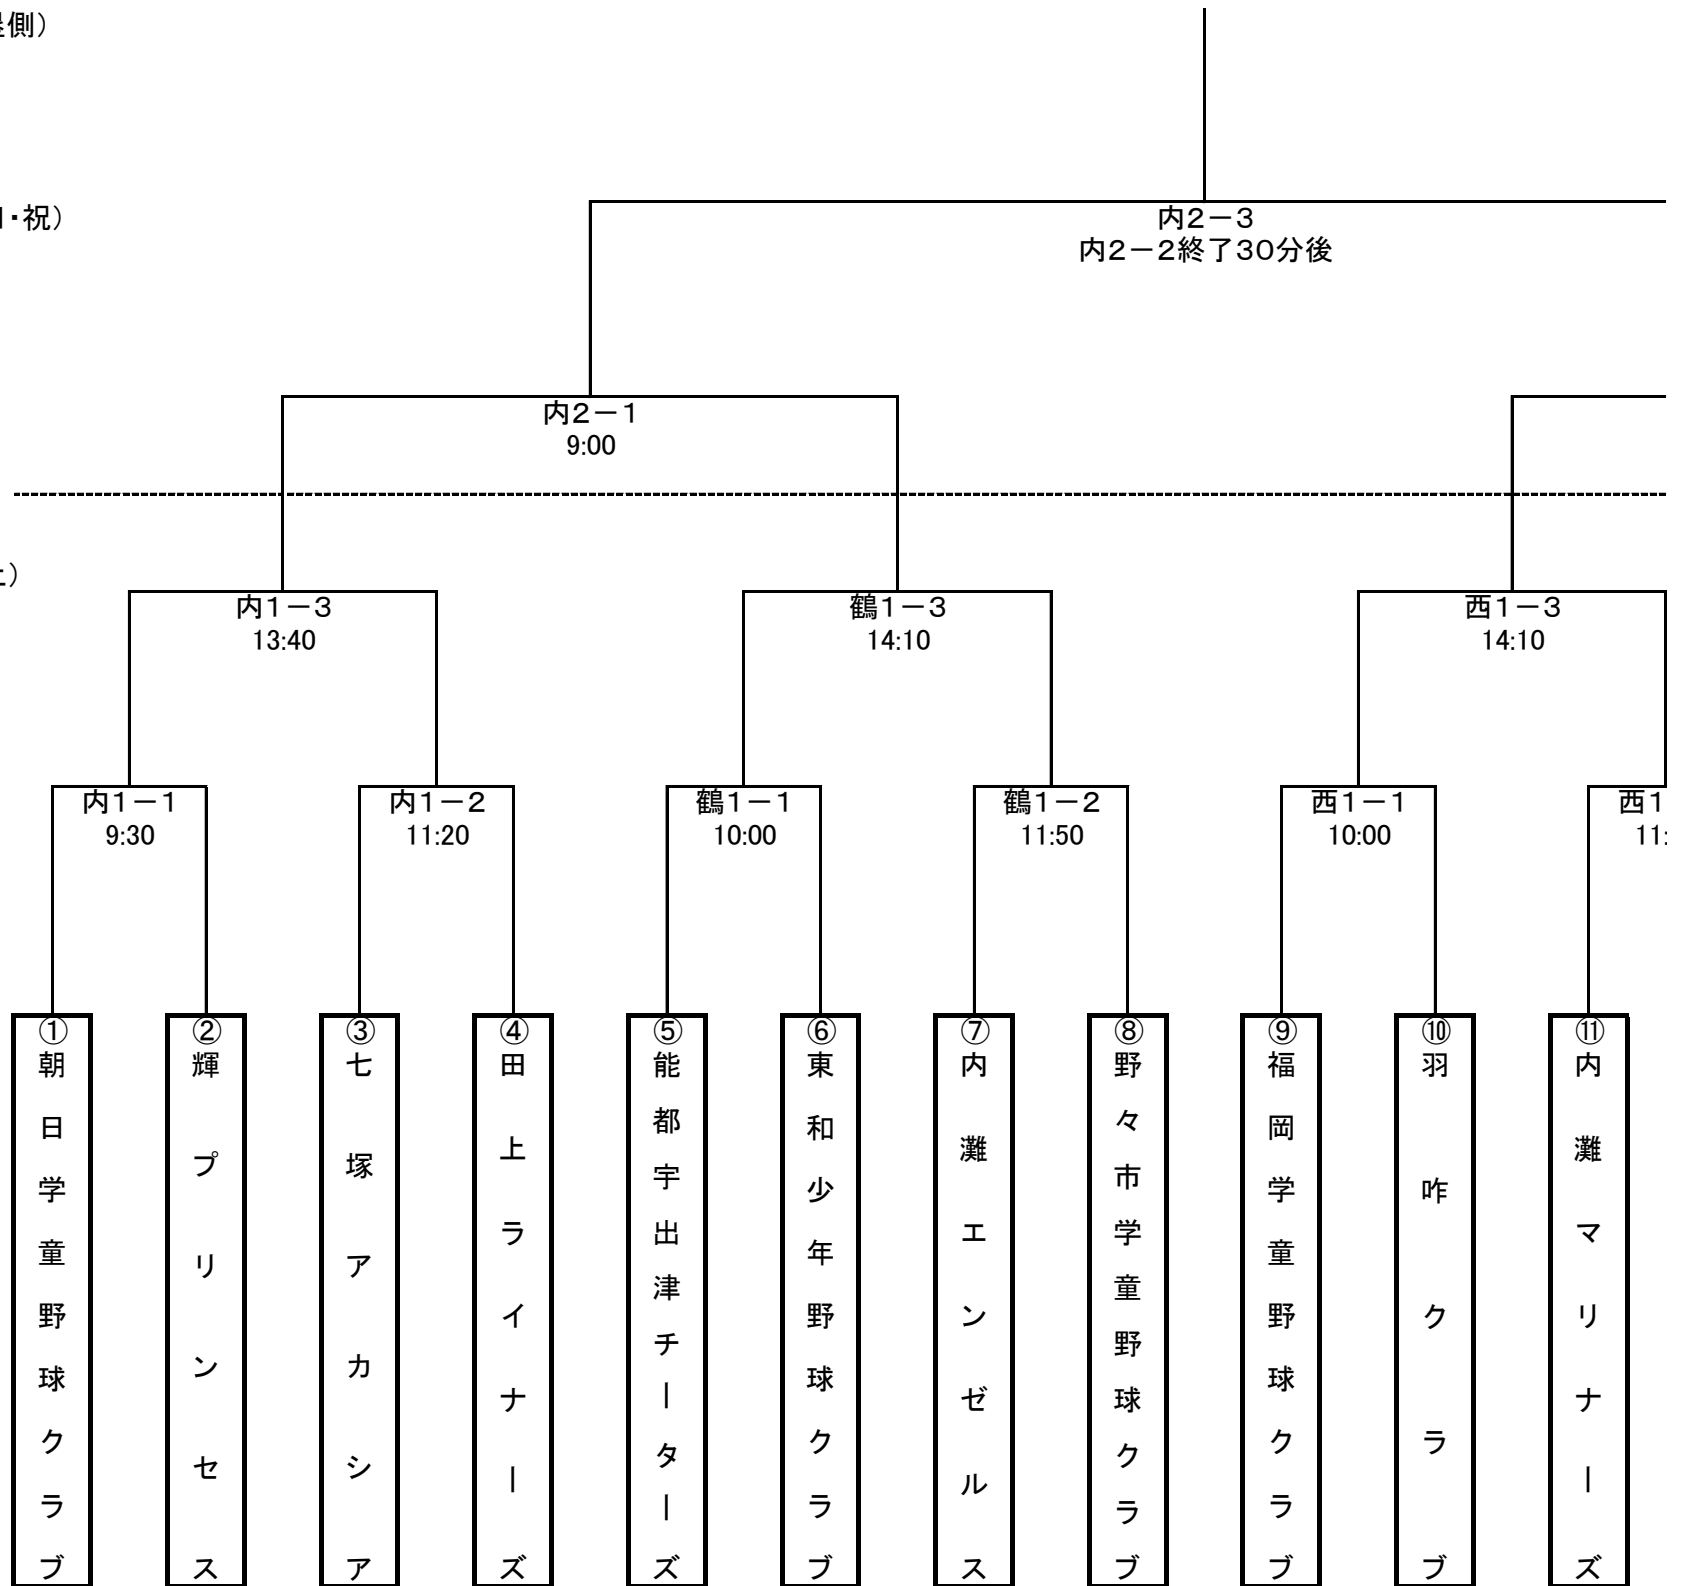 側）
・祝）
内２－３
内２－２終了３０分後
内２－１
9:00
）
内１－３
13:40
鶴１－３
14:10
西１－３
14:10
内１－１
9:30
内１－２
11:20
鶴１－１
10:00
鶴１－２
11:50
西１－１
10:00
西１
11:
①朝日学童野球クラブ
②輝プリンセス
③七塚アカシア
④田上ライナーズ
⑤能都宇出津チーターズ
⑥東和少年野球クラブ
⑦内灘エンゼルス
⑧野々市学童野球クラブ
⑨福岡学童野球クラブ
⑩羽咋クラブ
⑪内灘マリナーズ